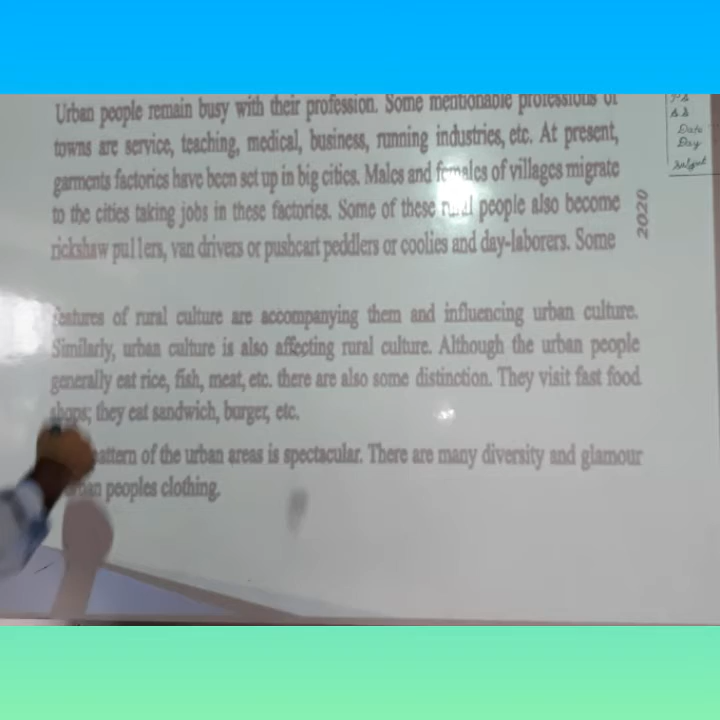 Urban people remain busy with their profession. Some mentionable professions of
towns are service, teaching, medical, business, running industries, etc. At present,
garments factories have been set up in big cities. Males and females of villages migrate
to the cities taking jobs in these factories. Some of these rural people also become
rickshaw pullers, van drivers or pushcart peddlers or coolies and day-laborers. Some
2020
features of rural culture are accompanying them and influencing urban culture.
Similarly, urban culture is also affecting rural culture. Although the urban people
generally eat rice, fish, meat, etc. there are also some distinction. They visit fast food
shops; they eat sandwich, burger, etc.
attern of the urban areas is spectacular. There are many diversity and glamour
peoples clothing.
Date
Day
Subject